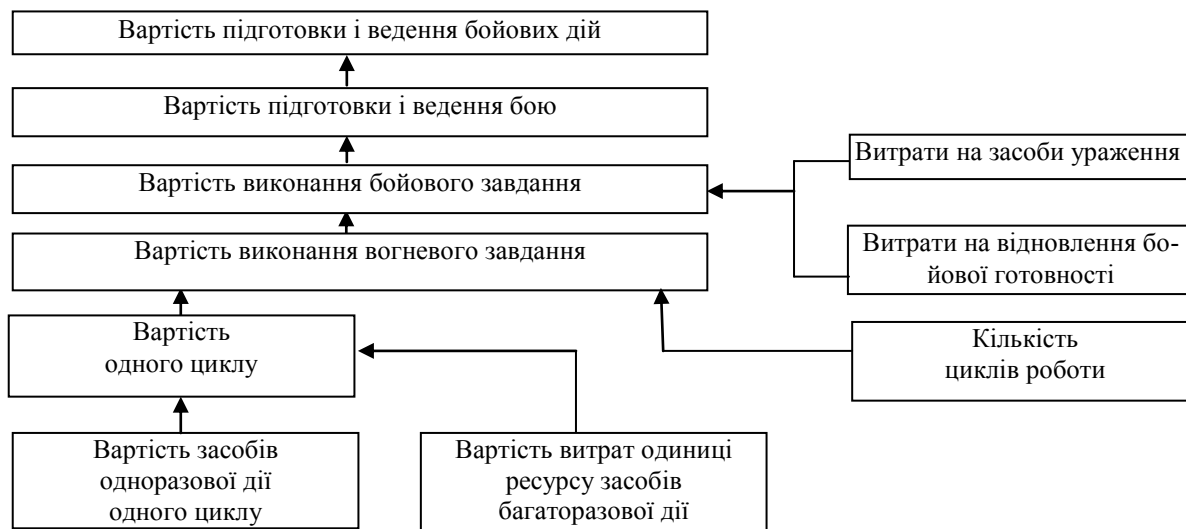 Вартість підготовки і ведення бойових дій
Вартість підготовки і ведення бою
Витрати на засоби ураження
Вартість виконання бойового завдання
Вартість виконання вогневого завдання
Витрати на відновлення бо-
йової готовності
Вартість
одного циклу
Кількість
циклів роботи
Вартість засобів
одноразової дії
одного циклу
Вартість витрат одиниці
ресурсу засобів
багаторазової дії